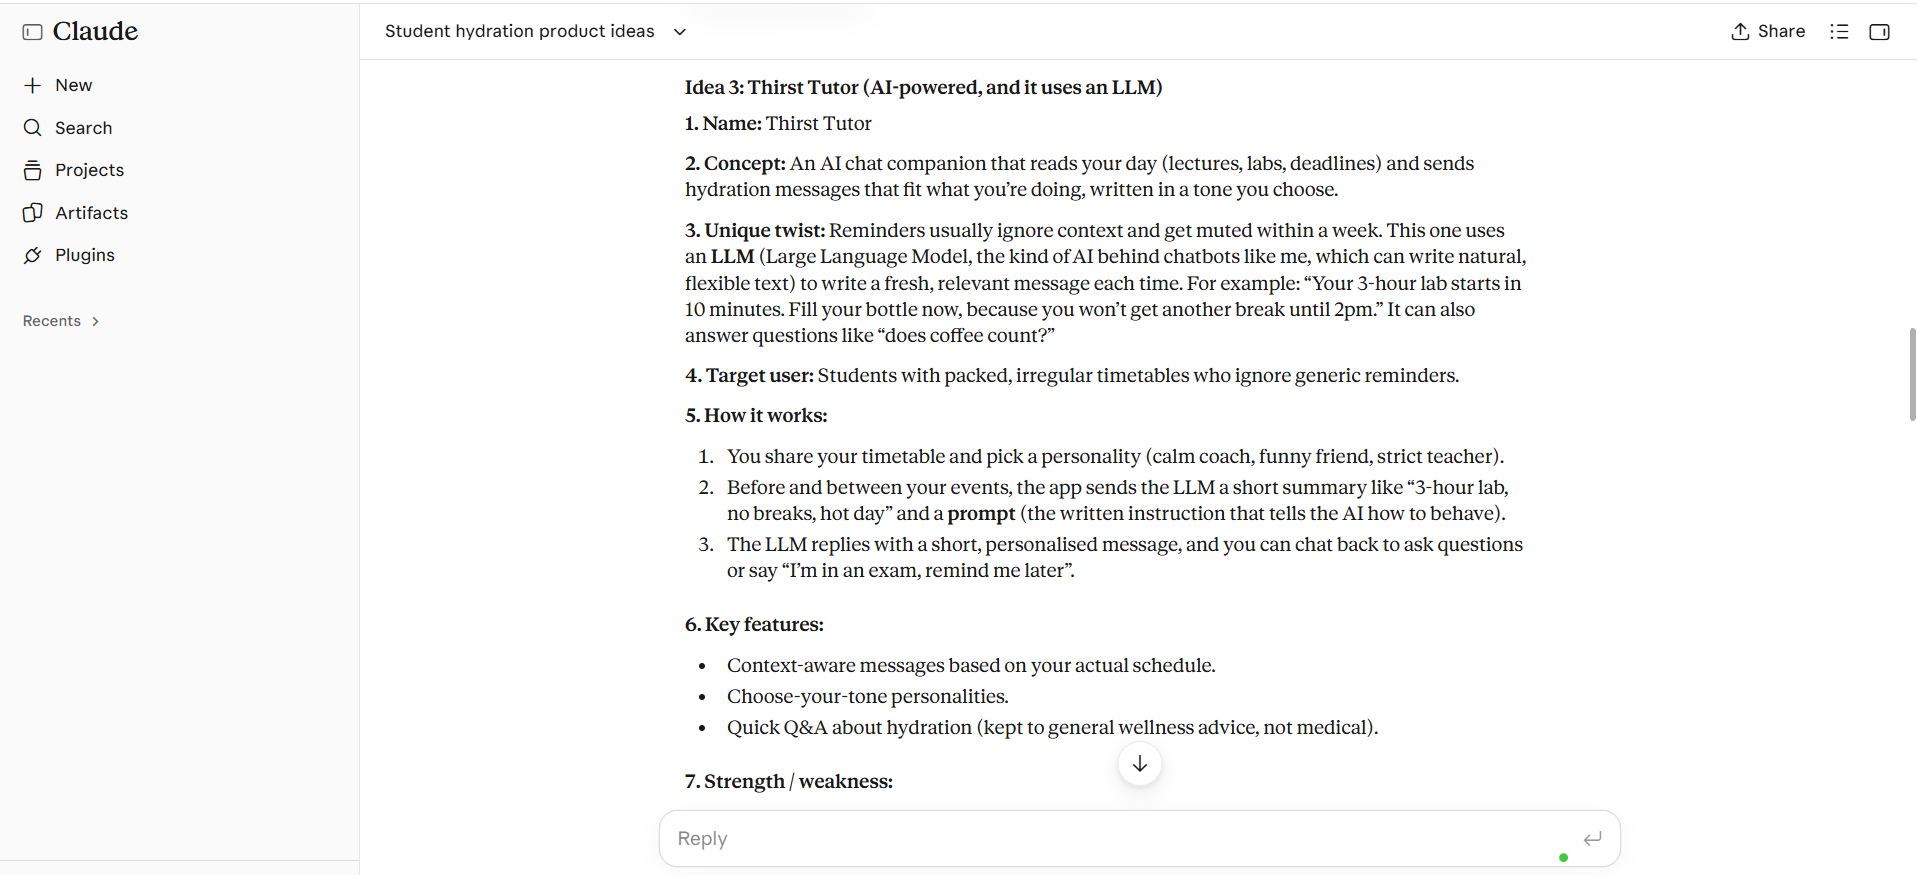 Claude
New
Search
Projects
Artifacts
Plugins
Recents
Student hydration product ideas
Share
Idea 3: Thirst Tutor (AI-powered, and it uses an LLM)
1. Name: Thirst Tutor
2. Concept: An AI chat companion that reads your day (lectures, labs, deadlines) and sends
hydration messages that fit what you’re doing, written in a tone you choose.
3. Unique twist: Reminders usually ignore context and get muted within a week. This one uses
an LLM (Large Language Model, the kind of AI behind chatbots like me, which can write natural,
flexible text) to write a fresh, relevant message each time. For example: “Your 3-hour lab starts in
10 minutes. Fill your bottle now, because you won’t get another break until 2pm.” It can also
answer questions like “does coffee count?”
4. Target user: Students with packed, irregular timetables who ignore generic reminders.
5. How it works:
1. You share your timetable and pick a personality (calm coach, funny friend, strict teacher).
2. Before and between your events, the app sends the LLM a short summary like “3-hour lab,
no breaks, hot day” and a prompt (the written instruction that tells the AI how to behave).
3. The LLM replies with a short, personalised message, and you can chat back to ask questions
or say “I’m in an exam, remind me later”.
6. Key features:
• Context-aware messages based on your actual schedule.
• Choose-your-tone personalities.
• Quick Q&A about hydration (kept to general wellness advice, not medical).
7. Strength / weakness:
Reply